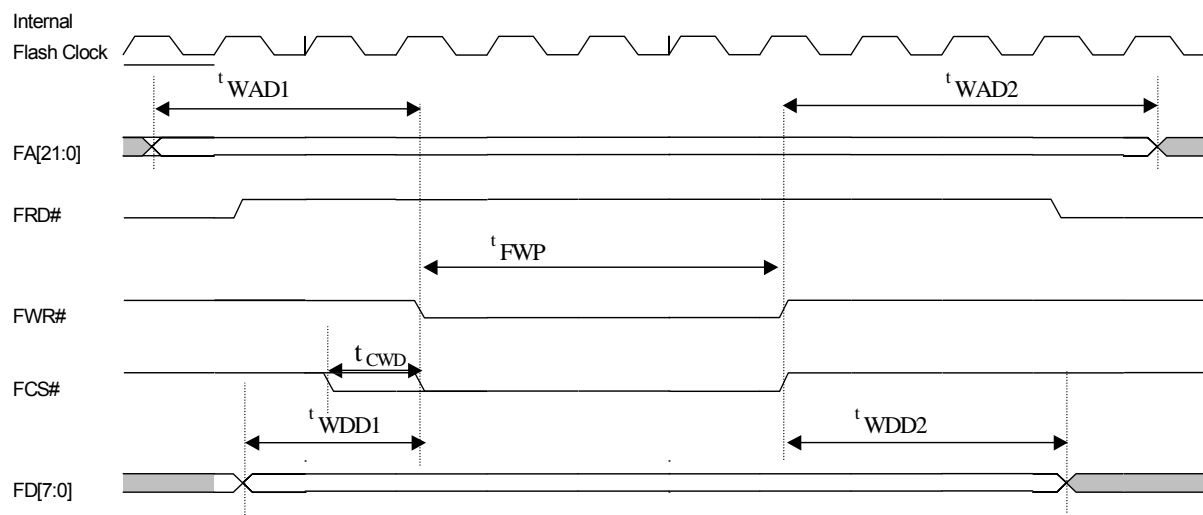 Internal
Flash Clock
tWAD1
tWAD2
FA[21:0]
FRD#
tFWP
FWR#
tCWD
FCS#
tWDD1
tWDD2
FD[7:0]